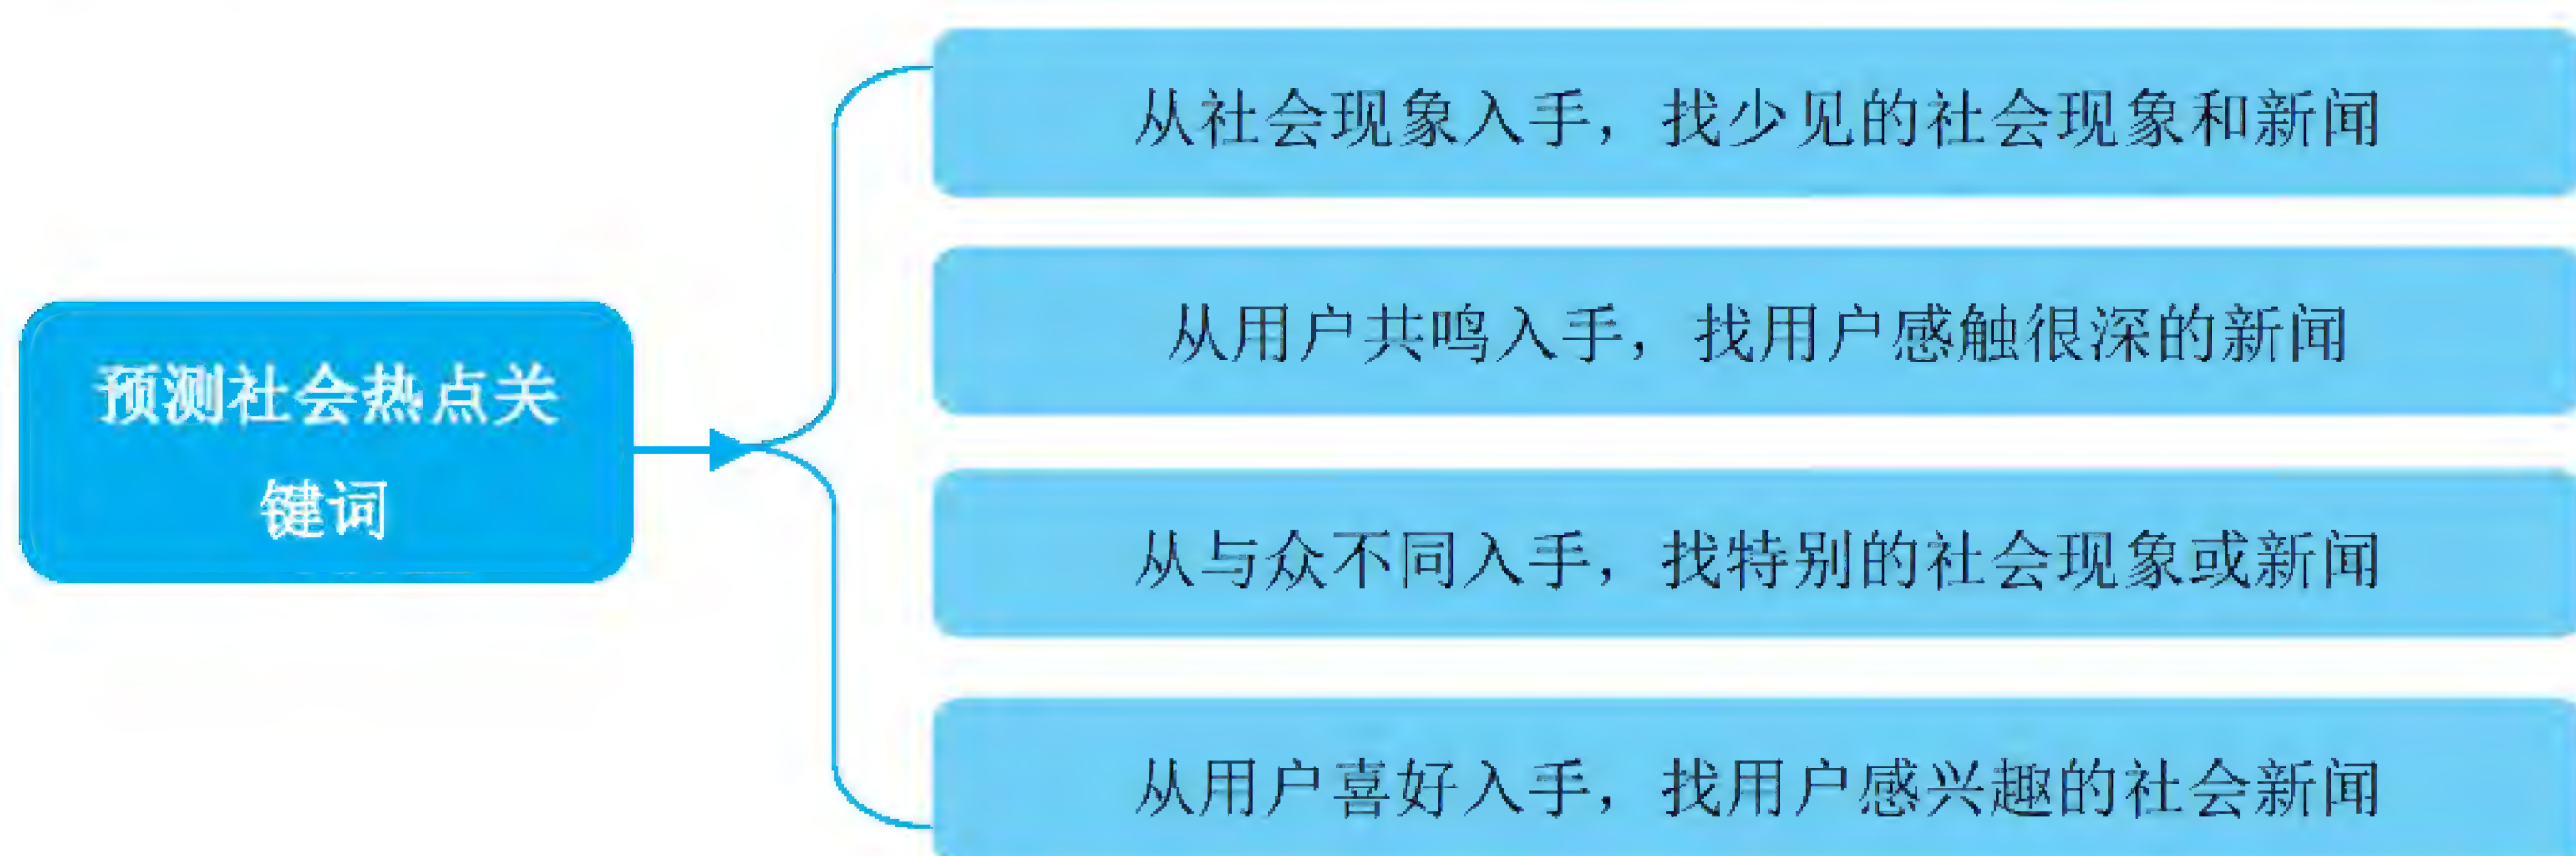 预测社会热点关
键词
从社会现象入手，找少见的社会现象和新闻
从用户共鸣入手，找用户感触很深的新闻
从与众不同入手，找特别的社会现象或新闻
从用户喜好入手，找用户感兴趣的社会新闻